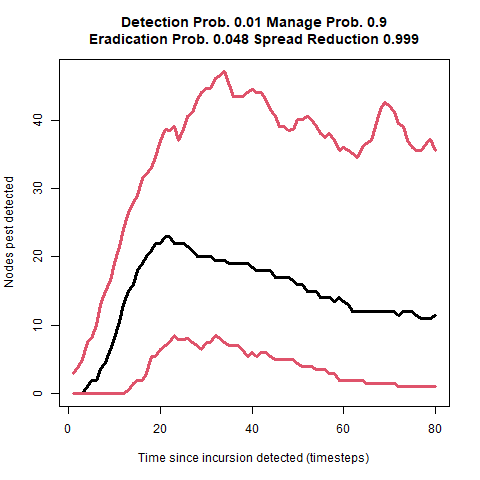 Detection Prob. 0.01 Manage Prob. 0.9
Eradication Prob. 0.048 Spread Reduction 0.999
Nodes pest detected
40
30
20
10
0
0 20 40 60 80
Time since incursion detected (timesteps)